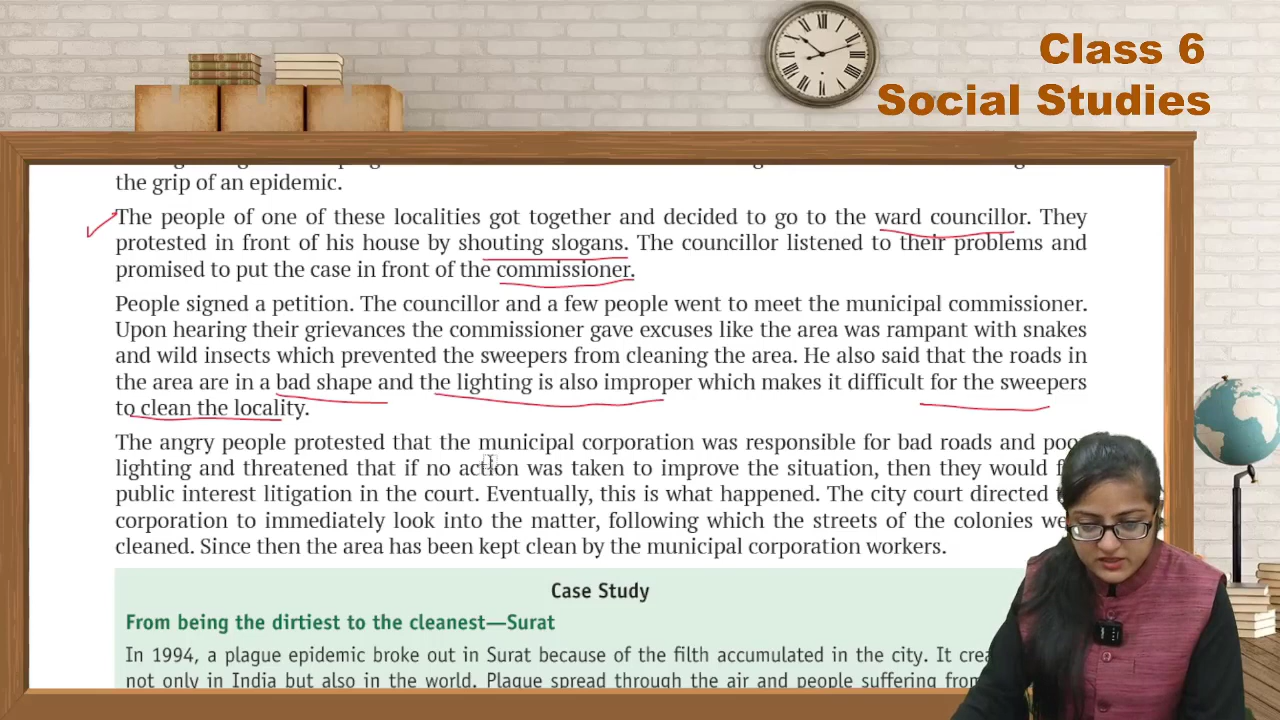 Class 6
Social Studies
the grip of an epidemic.
The people of one of these localities got together and decided to go to the ward councillor. They
protested in front of his house by shouting slogans. The councillor listened to their problems and
promised to put the case in front of the commissioner.
People signed a petition. The councillor and a few people went to meet the municipal commissioner.
Upon hearing their grievances the commissioner gave excuses like the area was rampant with snakes
and wild insects which prevented the sweepers from cleaning the area. He also said that the roads in
the area are in a bad shape and the lighting is also improper which makes it difficult for the sweepers
to clean the locality.
The angry people protested that the municipal corporation was responsible for bad roads and
lighting and threatened that if no action was taken to improve the situation, then they would
public interest litigation in the court. Eventually, this is what happened. The city court directed
corporation to immediately look into the matter, following which the streets of the colonies
cleaned. Since then the area has been kept clean by the municipal corporation workers.
Case Study
From being the dirtiest to the cleanest—Surat
In 1994, a plague epidemic broke out in Surat because of the filth accumulated in the city. It
not only in India but also in the world. Plague spread through the air and people suffering